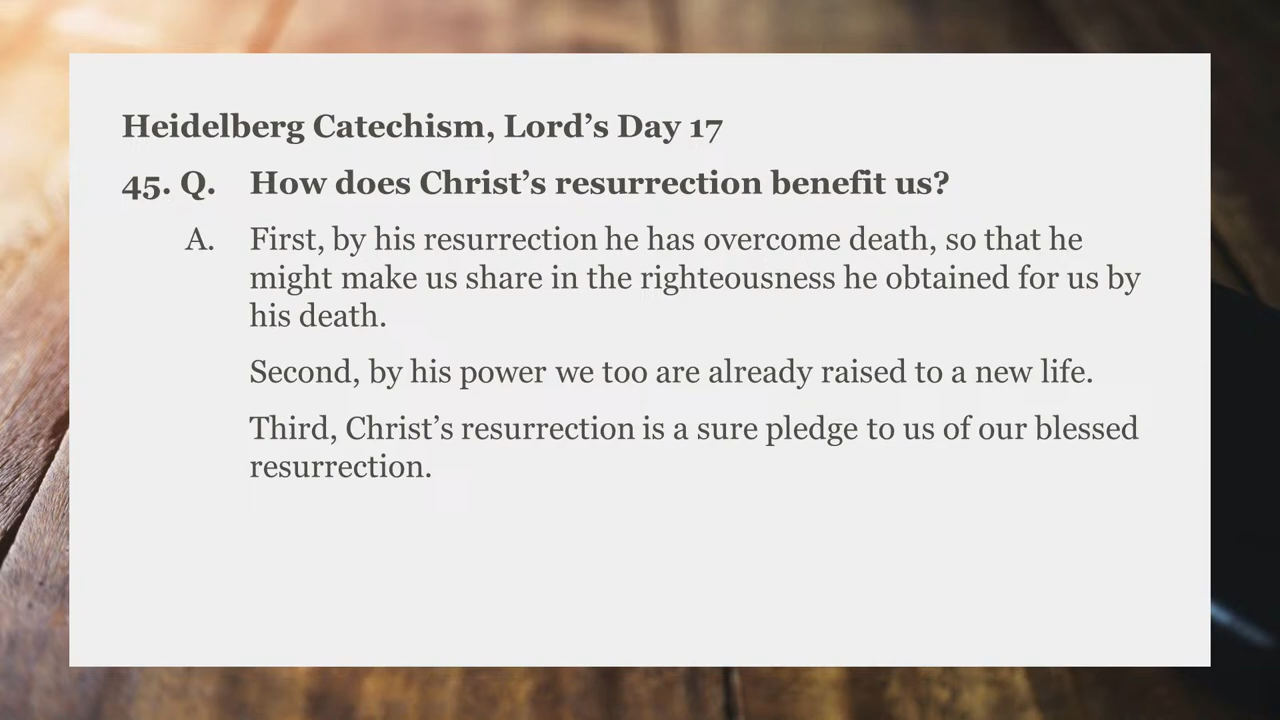 Heidelberg Catechism, Lord’s Day 17
45. Q. How does Christ’s resurrection benefit us?
A. First, by his resurrection he has overcome death, so that he
might make us share in the righteousness he obtained for us by
his death.
Second, by his power we too are already raised to a new life.
Third, Christ’s resurrection is a sure pledge to us of our blessed
resurrection.